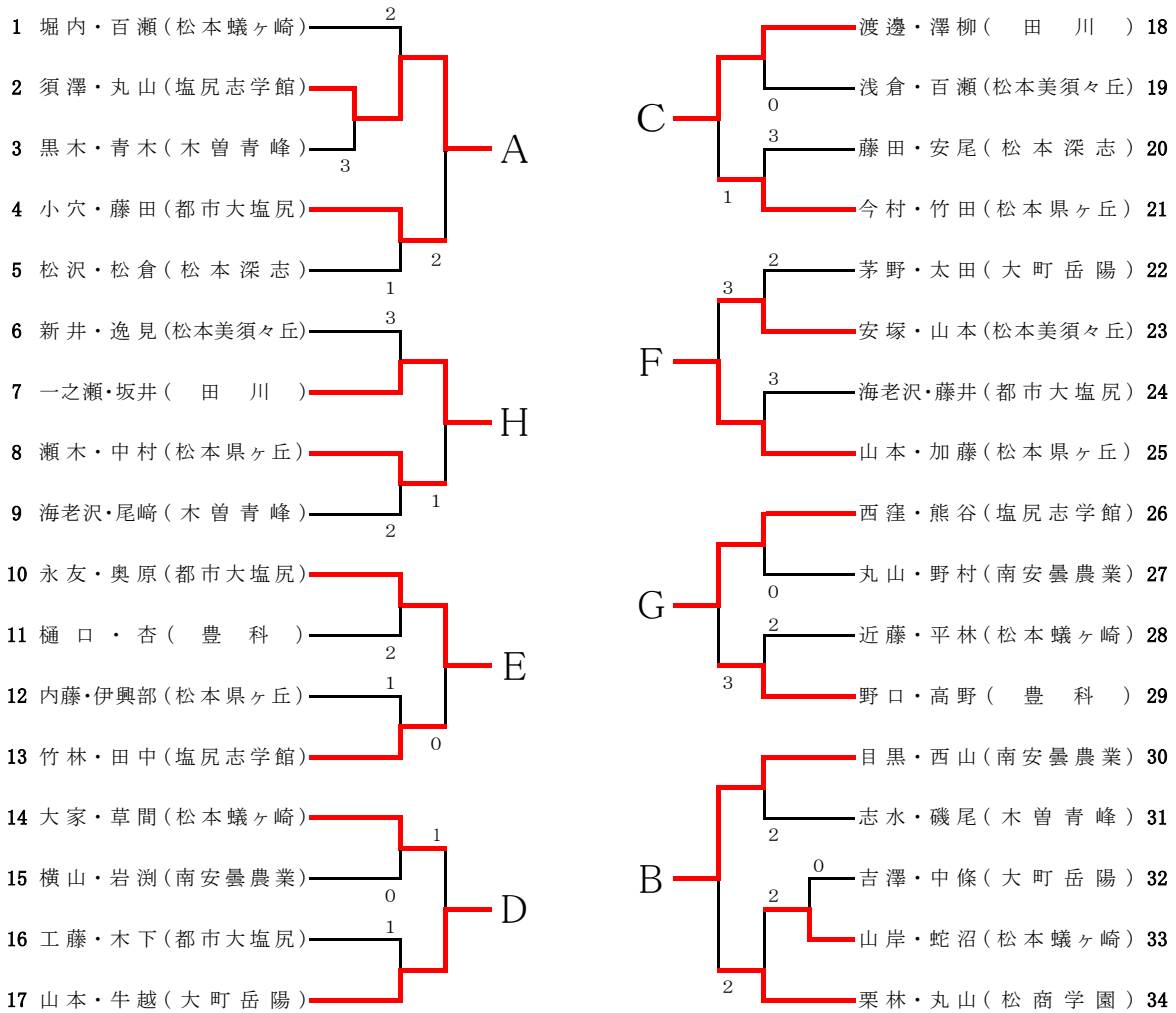 1 堀内・百瀬(松本蟻ヶ崎)
2
2 須澤・丸山(塩尻志学館)
3 黒木・青木(木曽青峰)
3
A
4 小穴・藤田(都市大塩尻)
2
5 松沢・松倉(松本深志)
1
6 新井・逸見(松本美須々丘)
3
7 一之瀬・坂井(田川)
H
8 瀬木・中村(松本県ヶ丘)
1
9 海老沢・尾﨑(木曽青峰)
2
10 永友・奥原(都市大塩尻)
11 樋口・杏(豊科)
2
E
12 内藤・伊興部(松本県ヶ丘)
1
13 竹林・田中(塩尻志学館)
0
14 大家・草間(松本蟻ヶ崎)
1
15 横山・岩渕(南安曇農業)
0
D
16 工藤・木下(都市大塩尻)
1
17 山本・牛越(大町岳陽)
渡邊・澤柳(田川) 18
浅倉・百瀬(松本美須々丘) 19
0
C
3
藤田・安尾(松本深志) 20
1
今村・竹田(松本県ヶ丘) 21
2
茅野・太田(大町岳陽) 22
3
安塚・山本(松本美須々丘) 23
F
3
海老沢・藤井(都市大塩尻) 24
山本・加藤(松本県ヶ丘) 25
西窪・熊谷(塩尻志学館) 26
丸山・野村(南安曇農業) 27
0
G
2
近藤・平林(松本蟻ヶ崎) 28
3
野口・高野(豊科) 29
目黒・西山(南安曇農業) 30
志水・磯尾(木曽青峰) 31
2
B
0
吉澤・中條(大町岳陽) 32
2
山岸・蛇沼(松本蟻ヶ崎) 33
2
栗林・丸山(松商学園) 34